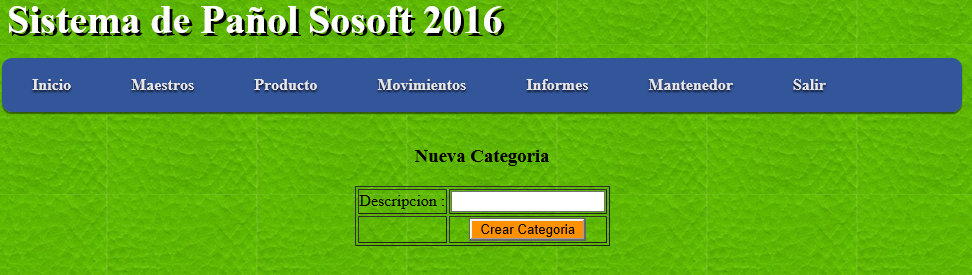 Sistema de Pañol Sosoft 2016
Inicio Maestros Producto Movimientos Informes Mantenedor Salir
Nueva Categoria
Descripcion :
Crear Categoria